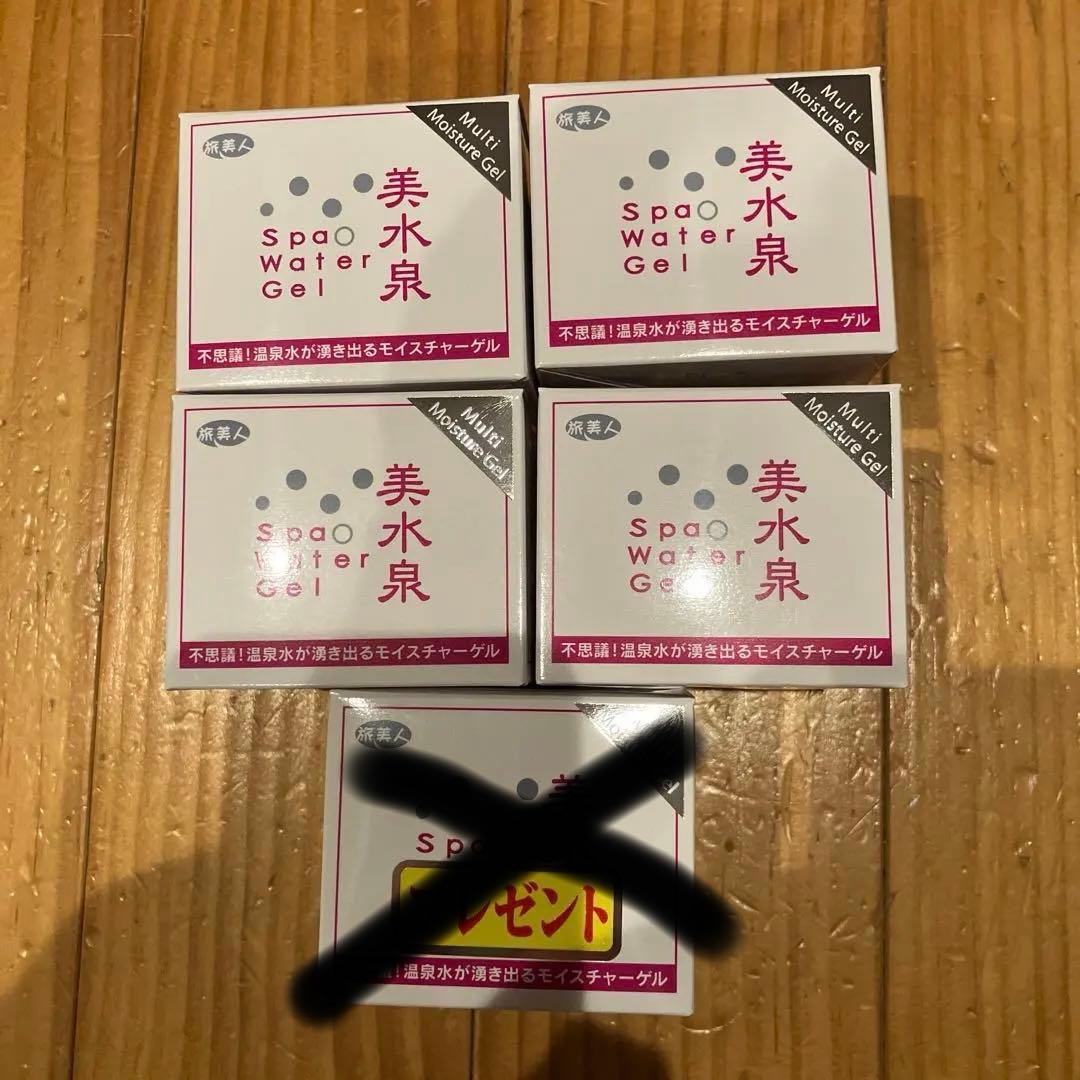 旅美人
Multi
Moisture Gel
美水泉
Spa
Water
Gel
不思議!温泉水が湧き出るモイスチャーゲル
旅美人
Multi
Moisture Gel
美水泉
Spa
Water
Gel
不思議!温泉水が湧き出るモイスチャーゲル
旅美人
Multi
Moisture Gel
美水泉
Spa
Water
Gel
不思議!温泉水が湧き出るモイスチャーゲル
旅美人
Multi
Moisture Gel
美水泉
Spa
Water
Gel
不思議!温泉水が湧き出るモイスチャーゲル
旅美人
美
プレゼント
温泉水が湧き出るモイスチャーゲル